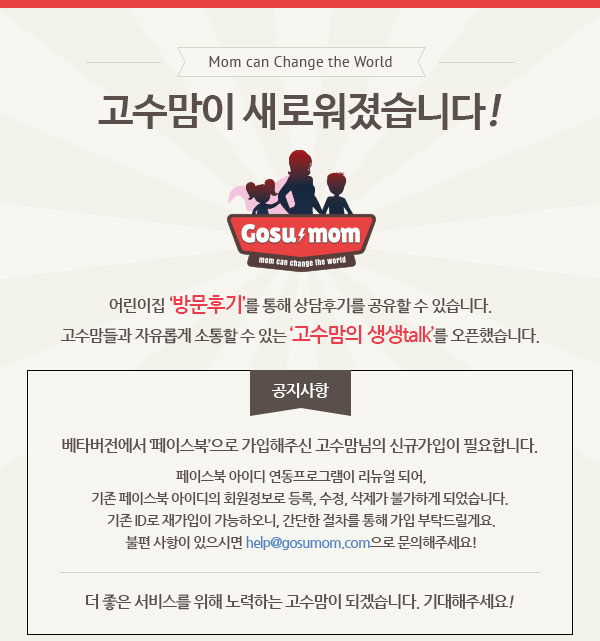 Mom can Change the World
고수맘이 새로워졌습니다!
Gosu mom
mom can change the world
어린이집 '방문후기'를 통해 상담후기를 공유할 수 있습니다.
고수맘들과 자유롭게 소통할 수 있는 '고수맘의 생생talk'를 오픈했습니다.
공지사항
베타버전에서 '페이스북'으로 가입해주신 고수맘님의 신규가입이 필요합니다.
페이스북 아이디 연동프로그램이 리뉴얼 되어,
기존 페이스북 아이디의 회원정보로 등록, 수정, 삭제가 불가하게 되었습니다.
기존 ID로 재가입이 가능하오니, 간단한 절차를 통해 가입 부탁드릴게요.
불편 사항이 있으시면 help@gosumom.com으로 문의해주세요!
더 좋은 서비스를 위해 노력하는 고수맘이 되겠습니다. 기대해주세요!